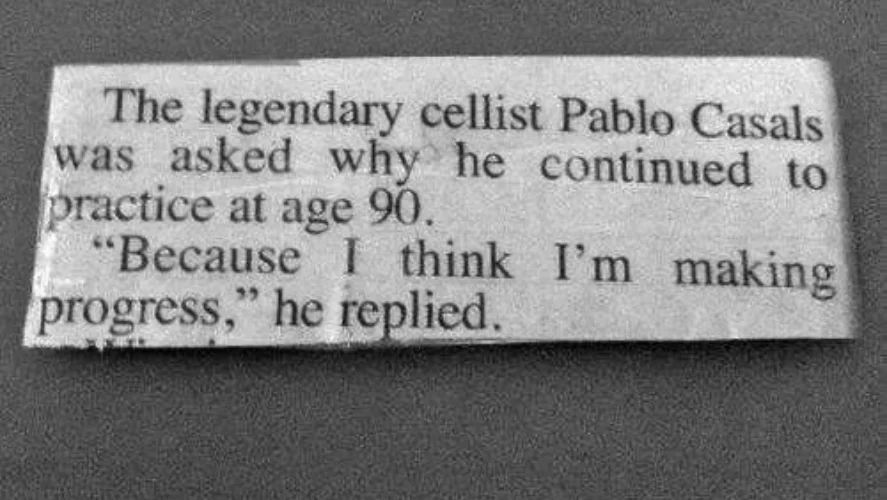 The legendary cellist Pablo Casals
was asked why he continued to
practice at age 90.
“Because I think I’m making
progress,” he replied.